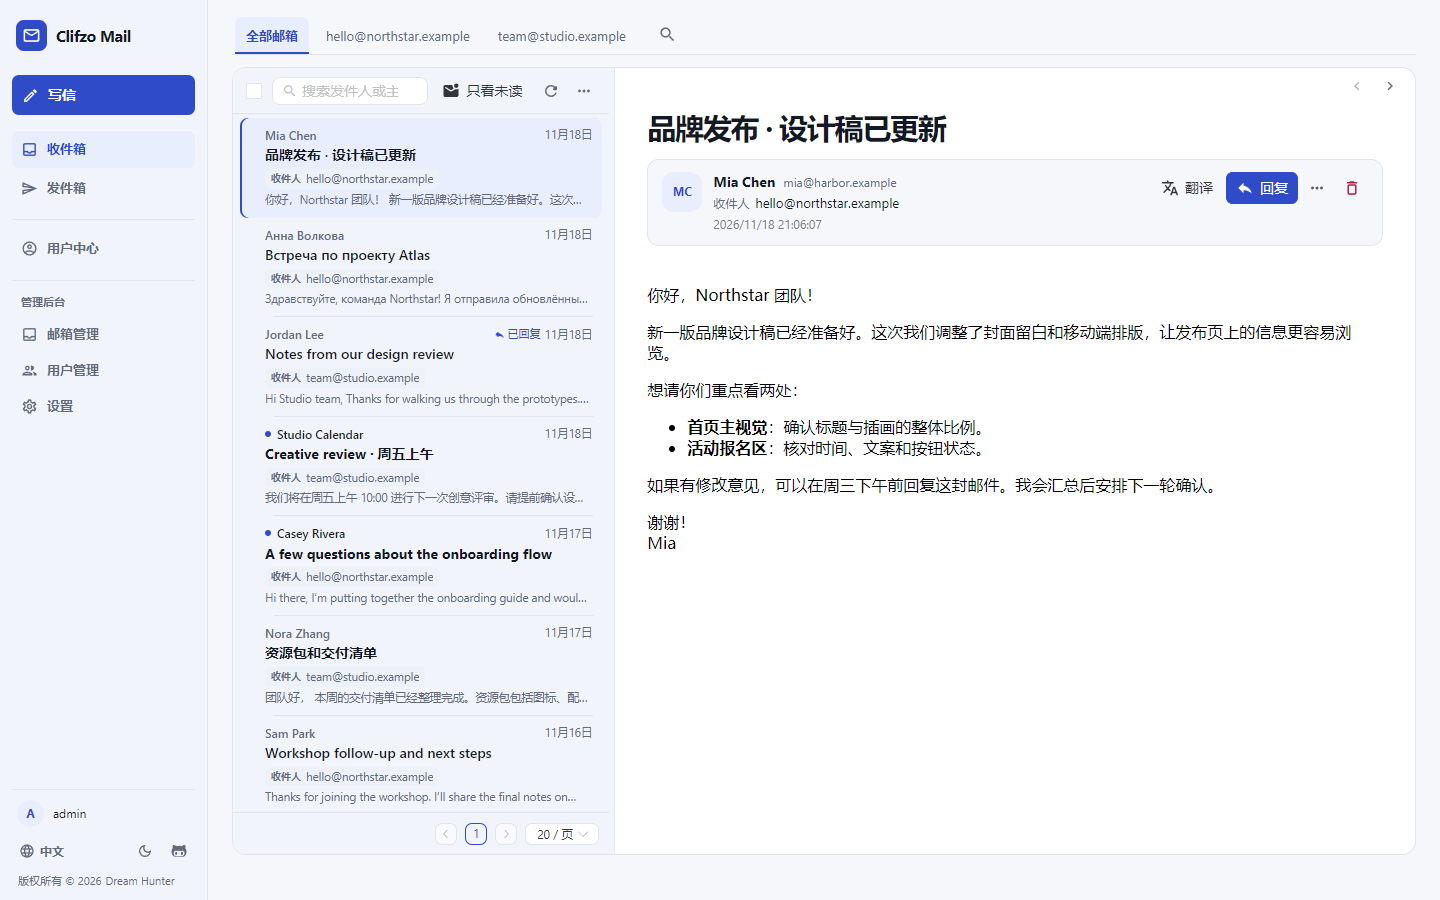 Clifzo Mail
写信
收件箱
发件箱
用户中心
管理后台
邮箱管理
用户管理
设置
A admin
中文
版权所有 © 2026 Dream Hunter
全部邮箱 hello@northstar.example team@studio.example
搜索发件人或主 只看未读
Mia Chen 11月18日
品牌发布 · 设计稿已更新
收件人 hello@northstar.example
你好，Northstar 团队！ 新一版品牌设计稿已经准备好。这次...
Анна Волкова 11月18日
Встреча по проекту Atlas
收件人 hello@northstar.example
Здравствуйте, команда Northstar! Я отправила обновлённы...
Jordan Lee 已回复 11月18日
Notes from our design review
收件人 team@studio.example
Hi Studio team, Thanks for walking us through the prototypes....
Studio Calendar 11月18日
Creative review · 周五上午
收件人 team@studio.example
我们将在周五上午 10:00 进行下一次创意评审。请提前确认设...
Casey Rivera 11月17日
A few questions about the onboarding flow
收件人 hello@northstar.example
Hi there, I'm putting together the onboarding guide and woul...
Nora Zhang 11月17日
资源包和交付清单
收件人 team@studio.example
团队好， 本周的交付清单已经整理完成。资源包包括图标、配...
Sam Park 11月16日
Workshop follow-up and next steps
收件人 hello@northstar.example
Thanks for joining the workshop. I'll share the final notes on...
1 20 / 页
品牌发布 · 设计稿已更新
MC Mia Chen mia@harbor.example
收件人 hello@northstar.example
2026/11/18 21:06:07
翻译 回复
你好，Northstar 团队！
新一版品牌设计稿已经准备好。这次我们调整了封面留白和移动端排版，让发布页上的信息更容易浏
览。
想请你们重点看两处：
• 首页主视觉：确认标题与插画的整体比例。
• 活动报名区：核对时间、文案和按钮状态。
如果有修改意见，可以在周三下午前回复这封邮件。我会汇总后安排下一轮确认。
谢谢！
Mia